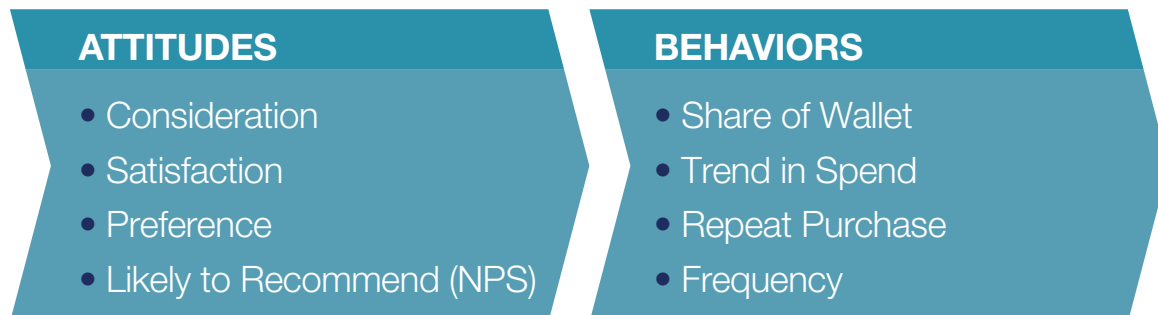 ATTITUDES
• Consideration
• Satisfaction
• Preference
• Likely to Recommend (NPS)
BEHAVIORS
• Share of Wallet
• Trend in Spend
• Repeat Purchase
• Frequency